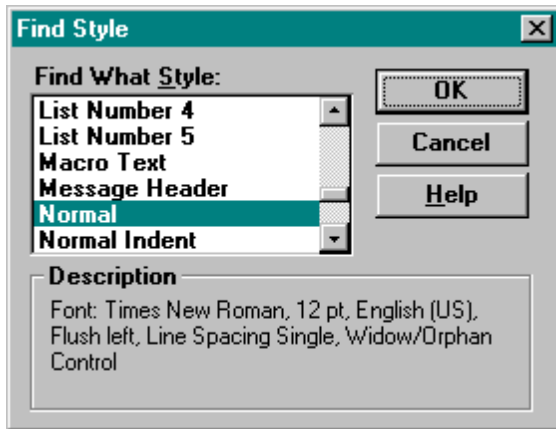 Find Style
Find What Style:
List Number 4
List Number 5
Macro Text
Message Header
Normal
Normal Indent
OK
Cancel
Help
Description
Font: Times New Roman, 12 pt, English (US),
Flush left, Line Spacing Single, Widow/Orphan
Control